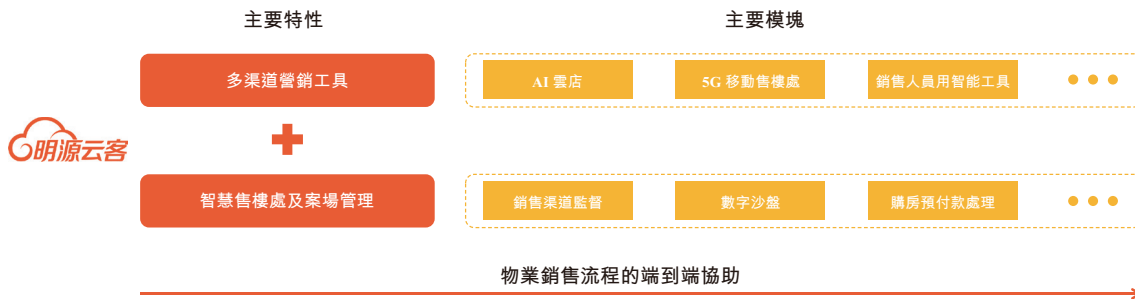 主要特性
主要模塊
多渠道營銷工具
AI 雲店
5G 移動售樓處
銷售人員用智能工具
明源云客
智慧售樓處及案場管理
銷售渠道監督
數字沙盤
購房預付款處理
物業銷售流程的端到端協助